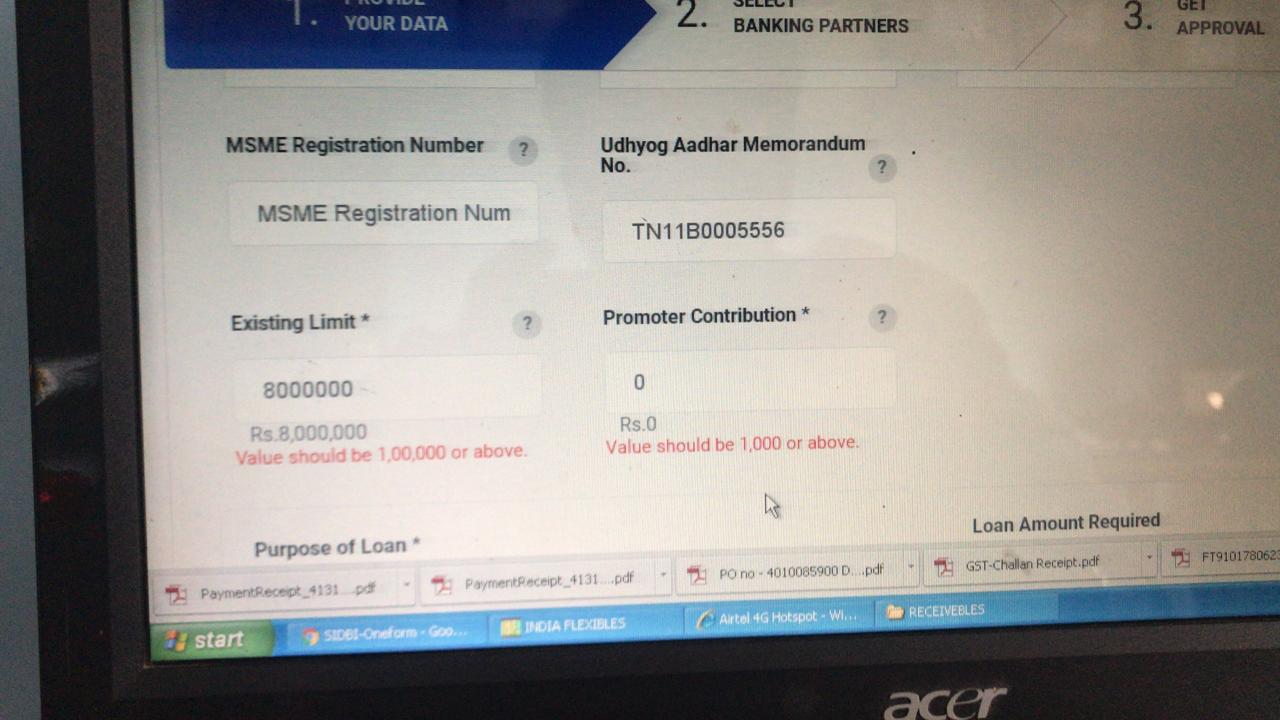 1. PROVIDE
YOUR DATA
2. SELECT
BANKING PARTNERS
3. GET
APPROVAL
MSME Registration Number ?
Udhyog Aadhar Memorandum
No. ?
MSME Registration Num
TN11B0005556
Existing Limit * ?
Promoter Contribution * ?
8000000
0
Rs.8,000,000
Rs.0
Value should be 1,00,000 or above.
Value should be 1,000 or above.
Purpose of Loan *
Loan Amount Required
PaymentReceipt_4131....pdf
PaymentReceipt_4131....pdf
PO no - 4010085900 D....pdf
GST-Challan Receipt.pdf
FT910178062
start
SIDBI-Oneform - Goo...
INDIA FLEXIBLES
Airtel 4G Hotspot - Wi...
RECEIVEBLES
acer